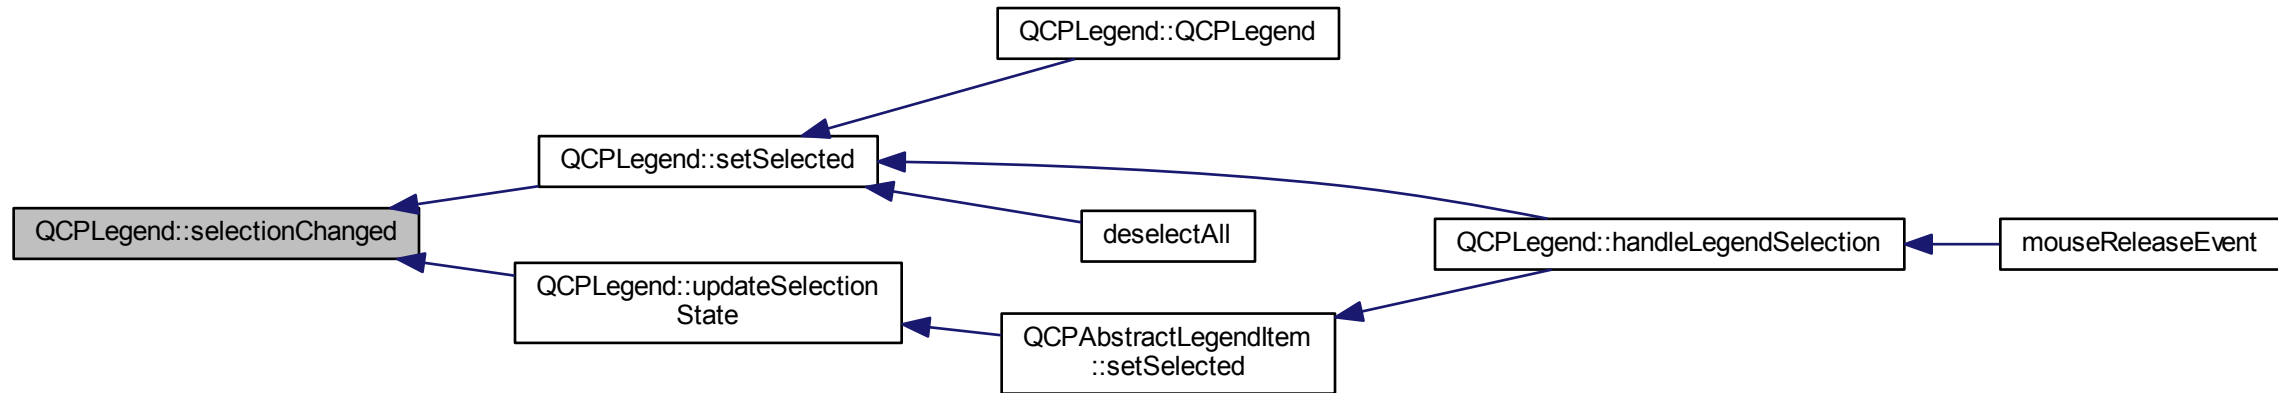 QCPLegend::QCPLegend
QCPLegend::setSelected
QCPLegend::selectionChanged
deselectAll
QCPLegend::handleLegendSelection
mouseReleaseEvent
QCPLegend::updateSelection
State
QCPAbstractLegendItem
::setSelected